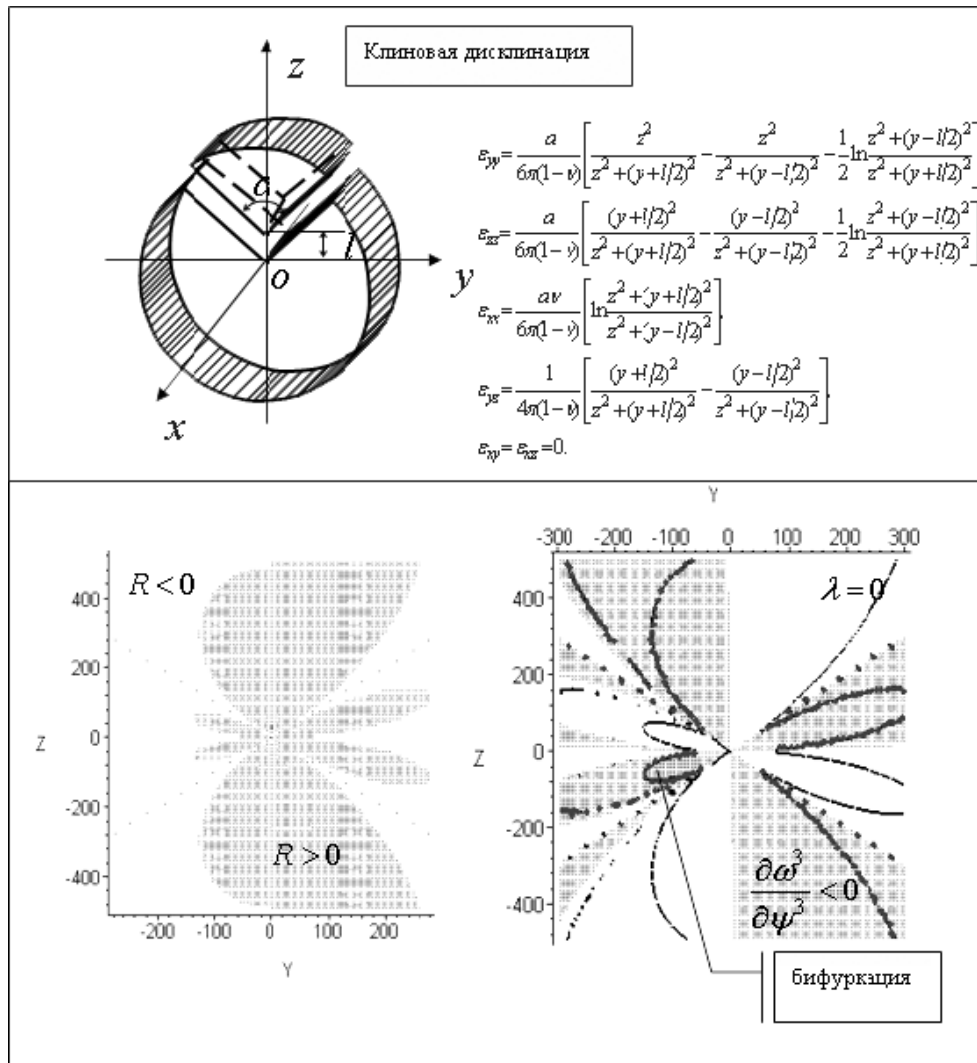 Клиновая дисклинация
z
y
x
o
l
ε_yy = a/6π(1−ν) [ z²/(z²+(y+l/2)²) − z²/(z²+(y−l/2)²) − 1/2 ln (z²+(y−l/2)²)/(z²+(y+l/2)²) ]
ε_zz = a/6π(1−ν) [ (y+l/2)²/(z²+(y+l/2)²) − (y−l/2)²/(z²+(y−l/2)²) − 1/2 ln (z²+(y−l/2)²)/(z²+(y+l/2)²) ]
ε_xx = aν/6π(1−ν) [ ln (z²+(y+l/2)²)/(z²+(y−l/2)²) ],
ε_yz = 1/4π(1−ν) [ (y+l/2)²/(z²+(y+l/2)²) − (y−l/2)²/(z²+(y−l/2)²) ],
ε_xy = ε_xz = 0.
R < 0
R > 0
400
200
0
-200
-400
Z
-200 -100 0 100 200
Y
Y
-300 -200 -100 0 100 200 300
λ = 0
400
200
0
-200
-400
Z
∂ω³/∂ψ³ < 0
бифуркация